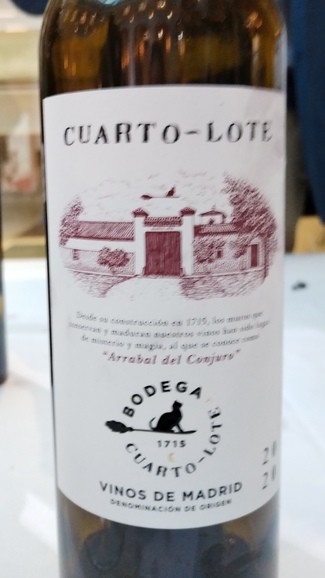 CUARTO-LOTE
Desde su construcción en 1715, los muros que
conservan y maduran nuestros vinos han sido lugar
de misterio y magia, al que se conoce como
"Arrabal del Conjuro"
BODEGA
1715
CUARTO-LOTE
20
20
VINOS DE MADRID
DENOMINACIÓN DE ORIGEN